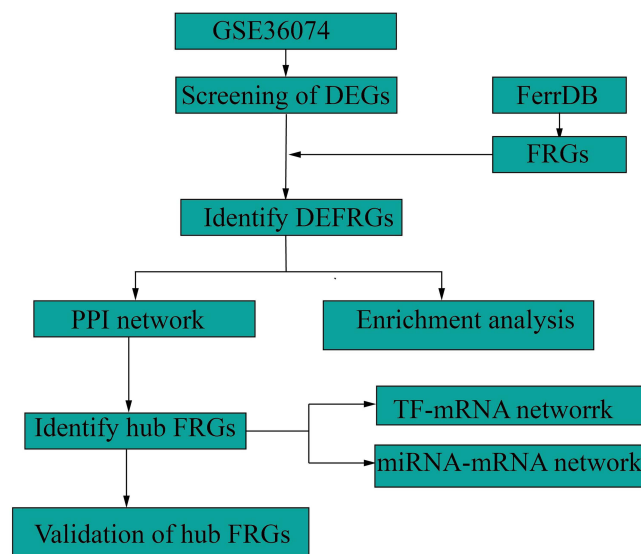 GSE36074
Screening of DEGs
FerrDB
FRGs
Identify DEFRGs
PPI network
Enrichment analysis
TF-mRNA networrk
Identify hub FRGs
miRNA-mRNA network
Validation of hub FRGs